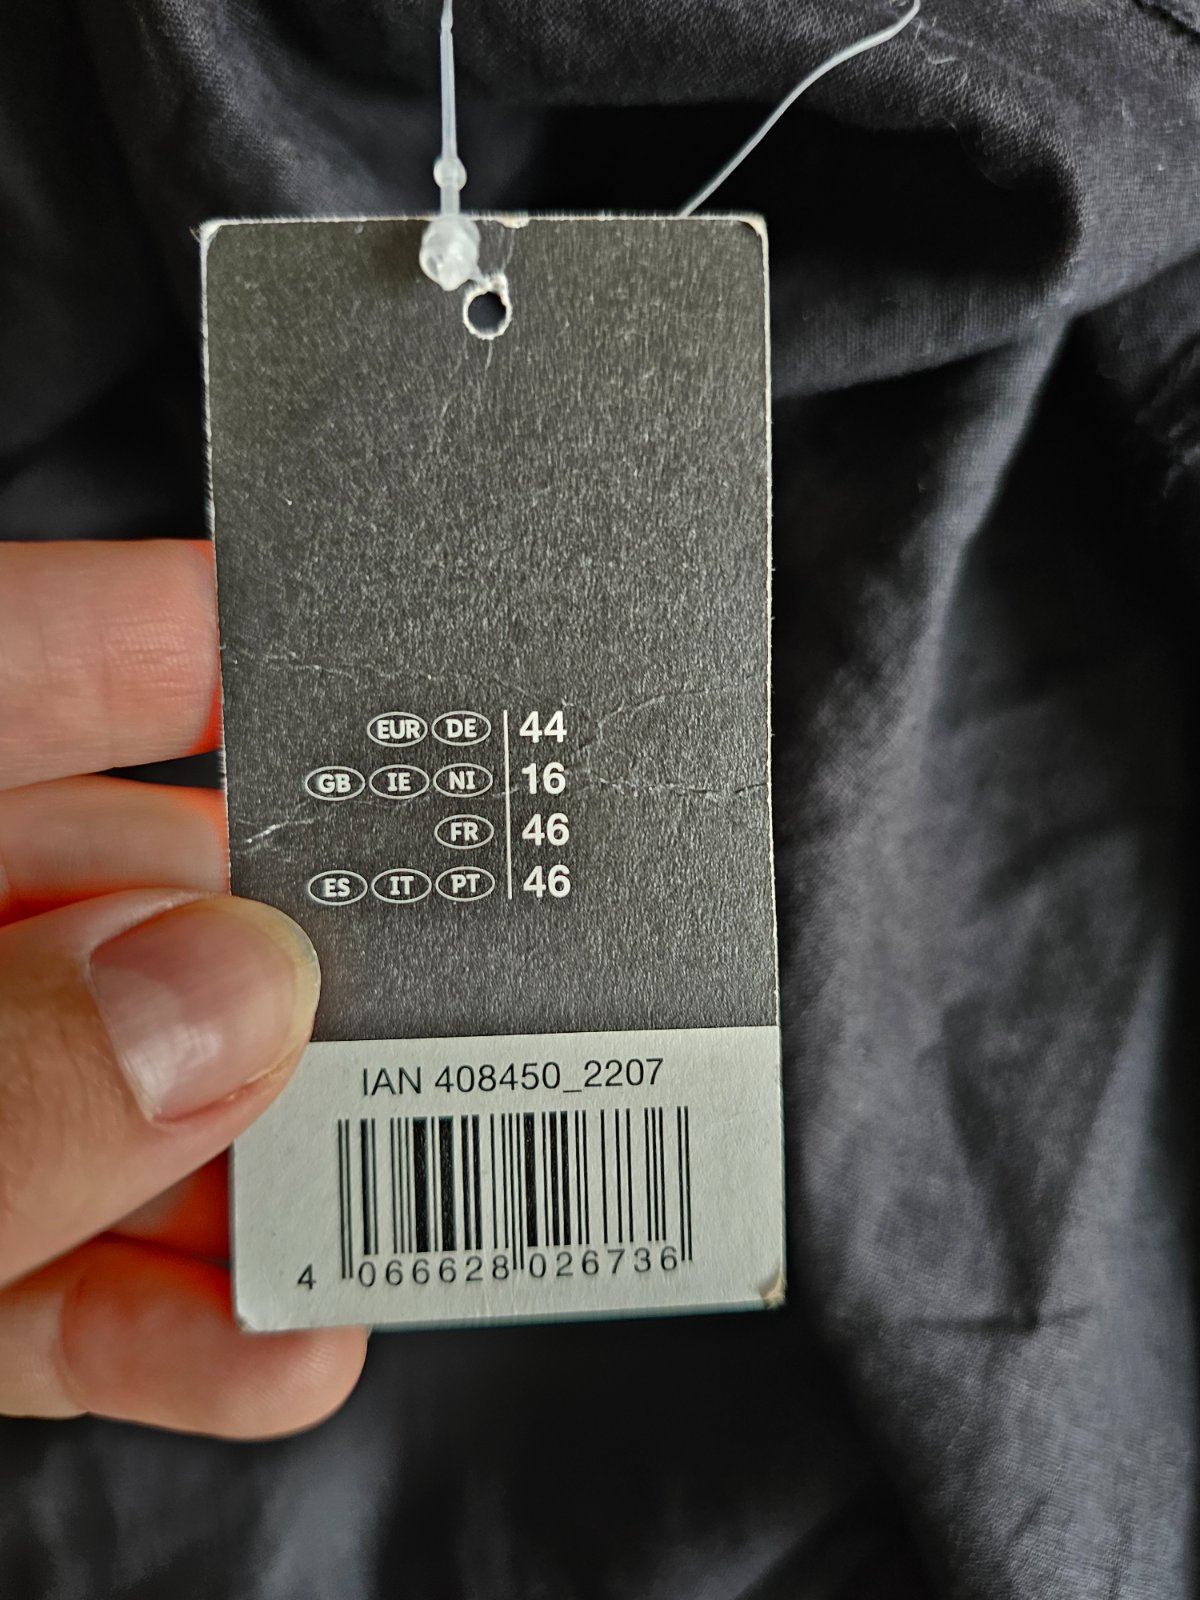 EUR DE 44
GB IE NI 16
FR 46
ES IT PT 46
IAN 408450_2207
4 066628 026736